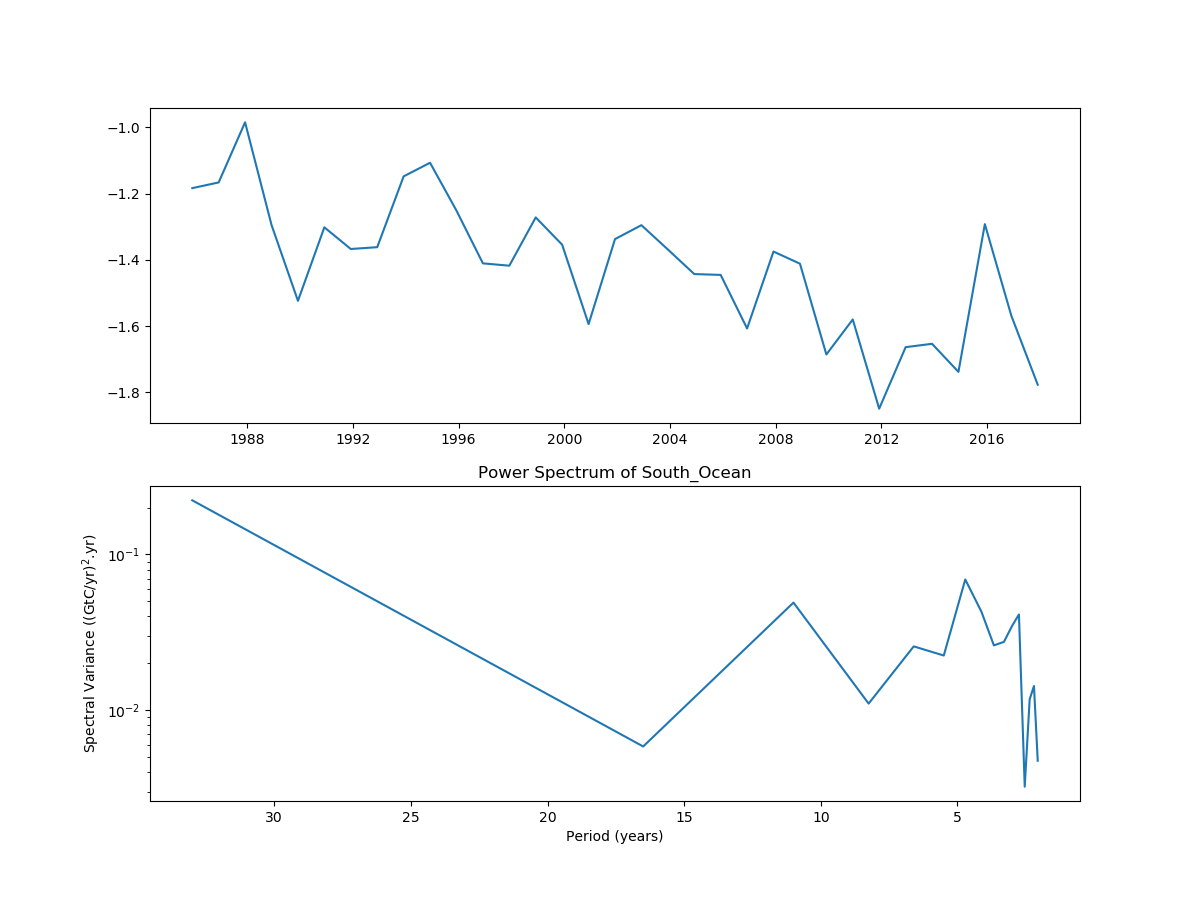 −1.0
−1.2
−1.4
−1.6
−1.8
1988 1992 1996 2000 2004 2008 2012 2016
Power Spectrum of South_Ocean
Spectral Variance ((GtC/yr)².yr)
10⁻¹
10⁻²
30 25 20 15 10 5
Period (years)